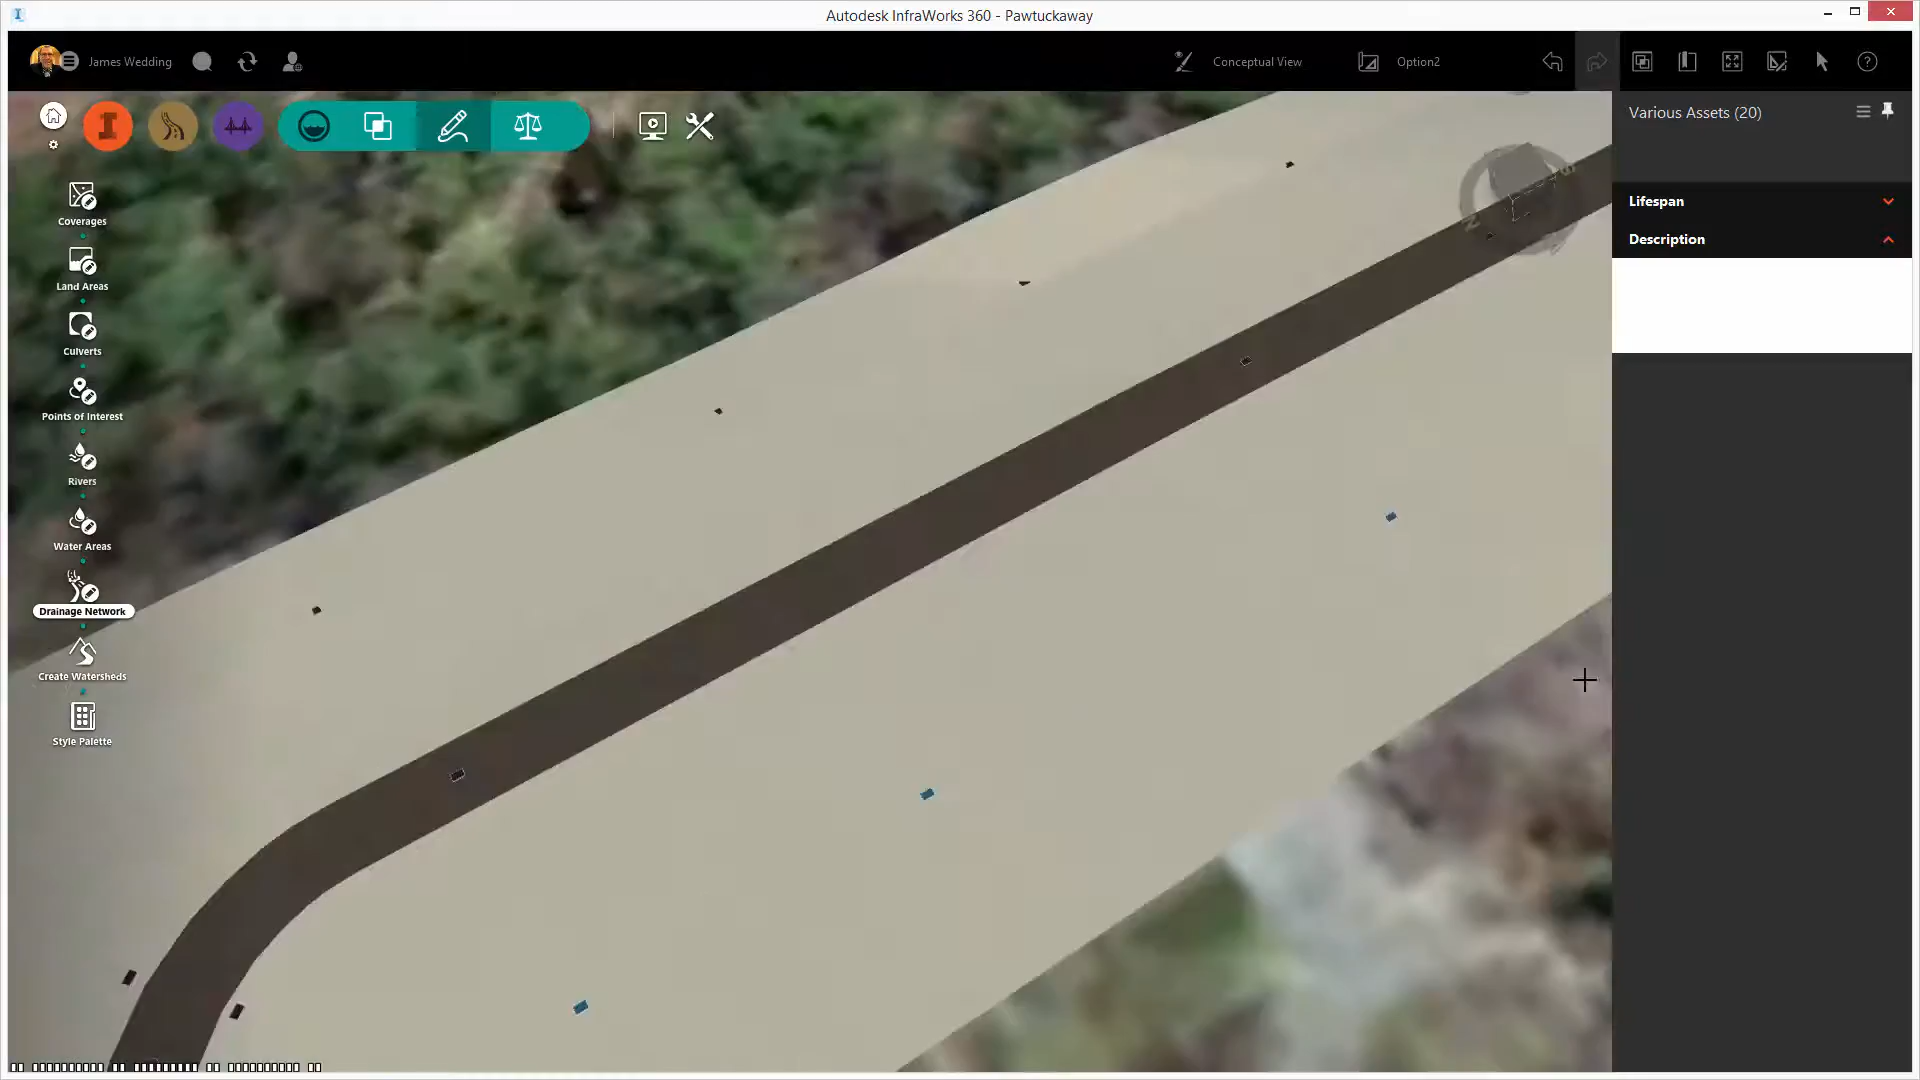 Autodesk InfraWorks 360 - Pawtuckaway
James Wedding
Conceptual View
Option2
Various Assets (20)
Lifespan
Description
Coverages
Land Areas
Culverts
Points of Interest
Rivers
Water Areas
Drainage Network
Create Watersheds
Style Palette